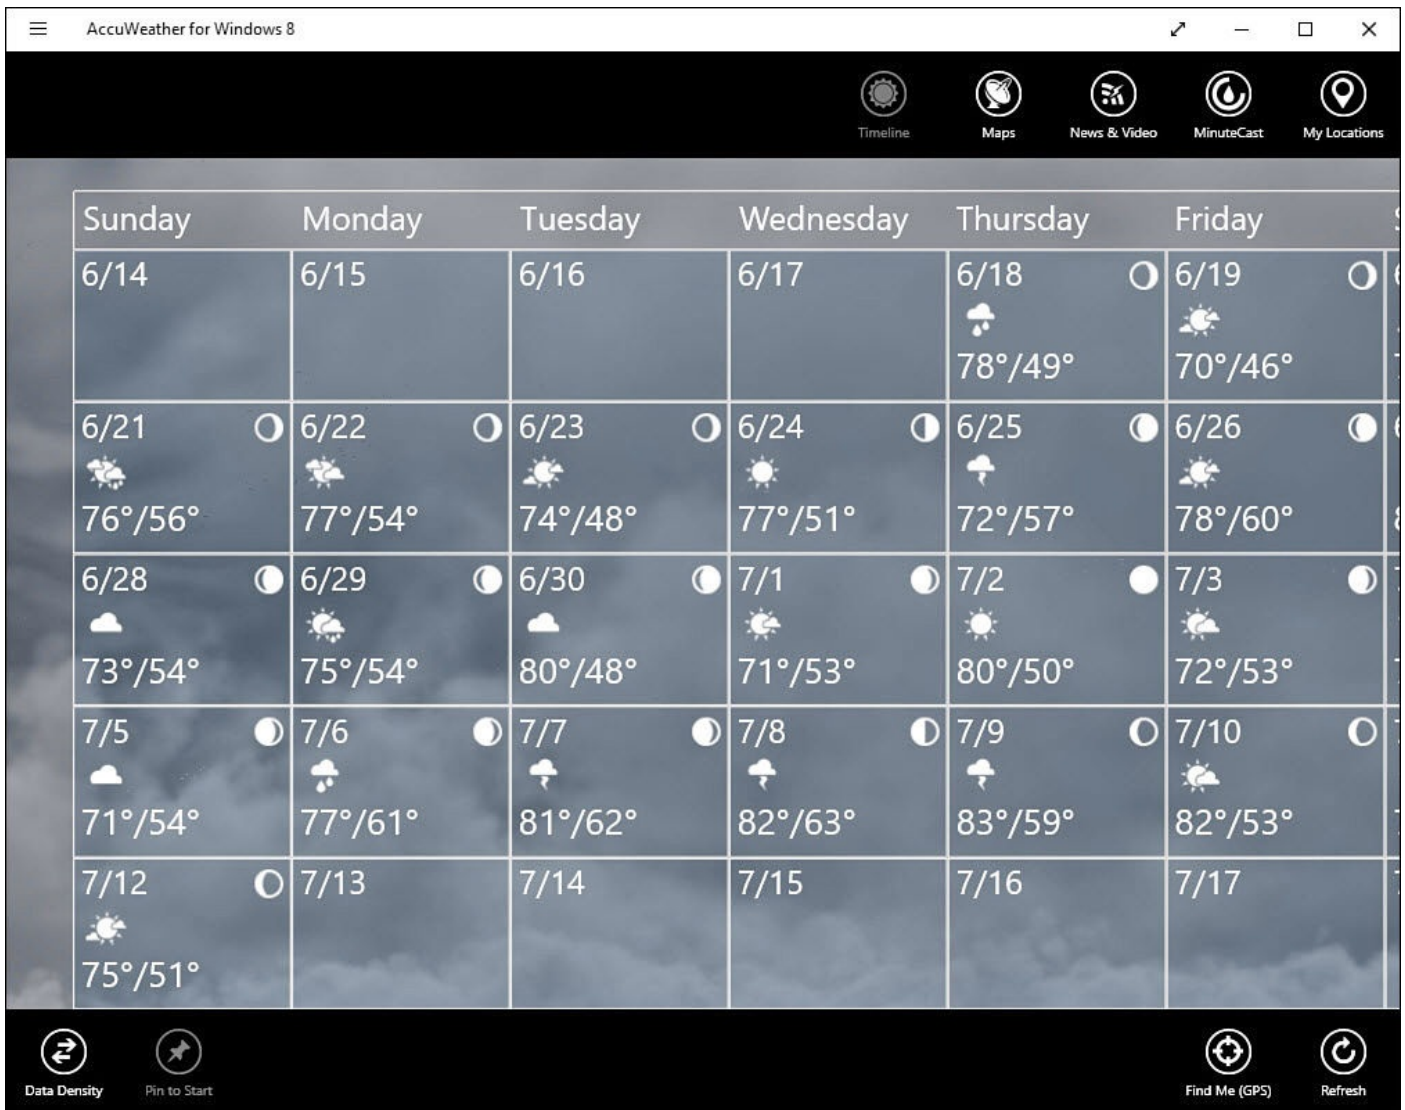 AccuWeather for Windows 8
Timeline Maps News & Video MinuteCast My Locations
Sunday Monday Tuesday Wednesday Thursday Friday
6/14 6/15 6/16 6/17 6/18 6/19
78°/49° 70°/46°
6/21 6/22 6/23 6/24 6/25 6/26
76°/56° 77°/54° 74°/48° 77°/51° 72°/57° 78°/60°
6/28 6/29 6/30 7/1 7/2 7/3
73°/54° 75°/54° 80°/48° 71°/53° 80°/50° 72°/53°
7/5 7/6 7/7 7/8 7/9 7/10
71°/54° 77°/61° 81°/62° 82°/63° 83°/59° 82°/53°
7/12 7/13 7/14 7/15 7/16 7/17
75°/51°
Data Density Pin to Start Find Me (GPS) Refresh